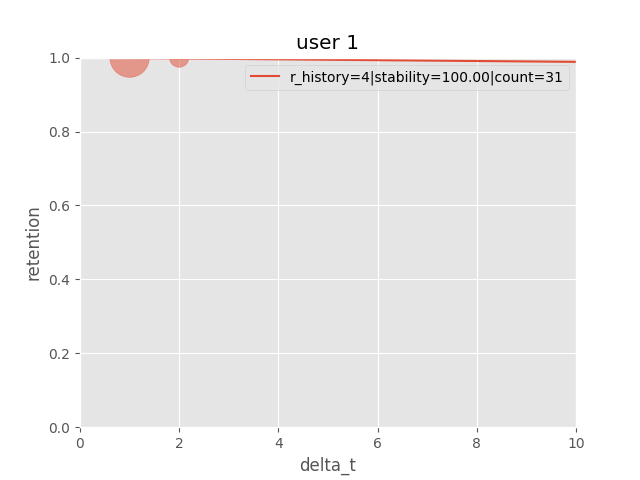 user 1
r_history=4|stability=100.00|count=31
retention
1.0
0.8
0.6
0.4
0.2
0.0
0 2 4 6 8 10
delta_t